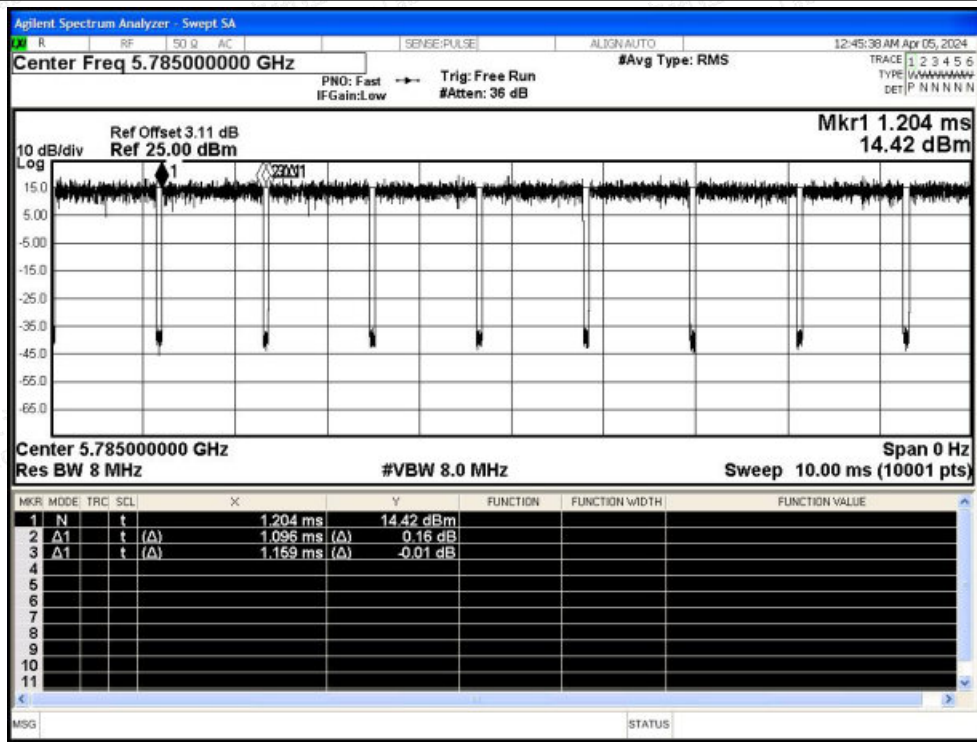 Agilent Spectrum Analyzer - Swept SA
LXI R RF 50 Ω AC SENSE:PULSE ALIGNAUTO 12:45:38 AM Apr 05, 2024
Center Freq 5.785000000 GHz #Avg Type: RMS TRACE 1 2 3 4 5 6
PNO: Fast Trig: Free Run TYPE
IFGain:Low #Atten: 36 dB DET P N N N N N
Mkr1 1.204 ms
Ref Offset 3.11 dB
10 dB/div Ref 25.00 dBm 14.42 dBm
Log
1
15.0
5.00
-5.00
-15.0
-25.0
-35.0
-45.0
-55.0
-65.0
Center 5.785000000 GHz Span 0 Hz
Res BW 8 MHz #VBW 8.0 MHz Sweep 10.00 ms (10001 pts)
MKR MODE TRC SCL X Y FUNCTION FUNCTION WIDTH FUNCTION VALUE
1 N t 1.204 ms 14.42 dBm
2 Δ1 t (Δ) 1.096 ms (Δ) 0.16 dB
3 Δ1 t (Δ) 1.159 ms (Δ) -0.01 dB
4
5
6
7
8
9
10
11
MSG STATUS